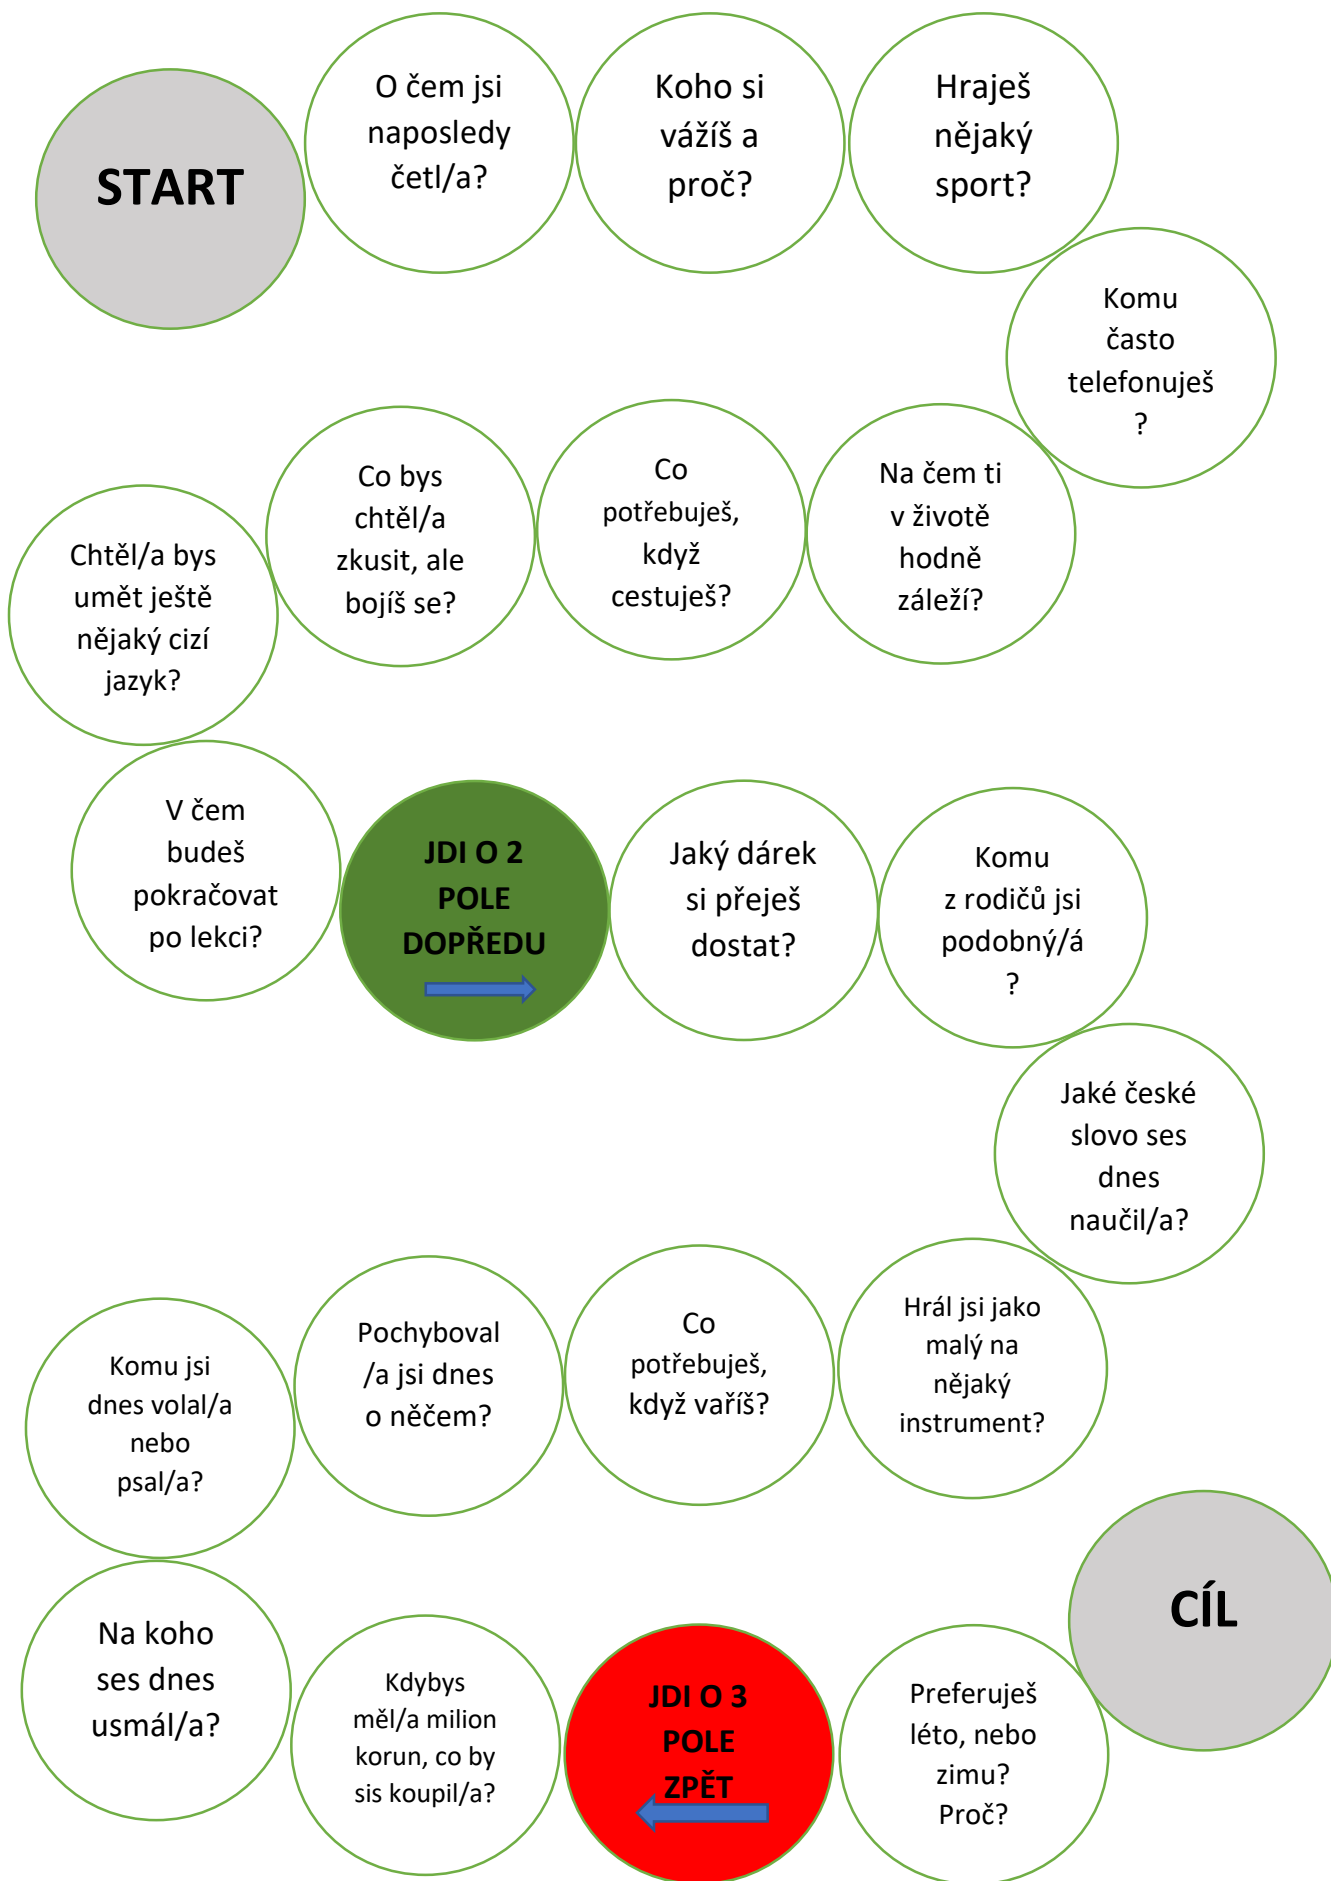 START
O čem jsi
naposledy
četl/a?
Koho si
vážíš a
proč?
Hraješ
nějaký
sport?
Komu
často
telefonuješ
?
Na čem ti
v životě
hodně
záleží?
Co
potřebuješ,
když
cestuješ?
Co bys
chtěl/a
zkusit, ale
bojíš se?
Chtěl/a bys
umět ještě
nějaký cizí
jazyk?
V čem
budeš
pokračovat
po lekci?
JDI O 2
POLE
DOPŘEDU
Jaký dárek
si přeješ
dostat?
Komu
z rodičů jsi
podobný/á
?
Jaké české
slovo ses
dnes
naučil/a?
Hrál jsi jako
malý na
nějaký
instrument?
Co
potřebuješ,
když vaříš?
Pochyboval
/a jsi dnes
o něčem?
Komu jsi
dnes volal/a
nebo
psal/a?
Na koho
ses dnes
usmál/a?
Kdybys
měl/a milion
korun, co by
sis koupil/a?
JDI O 3
POLE
ZPĚT
Preferuješ
léto, nebo
zimu?
Proč?
CÍL